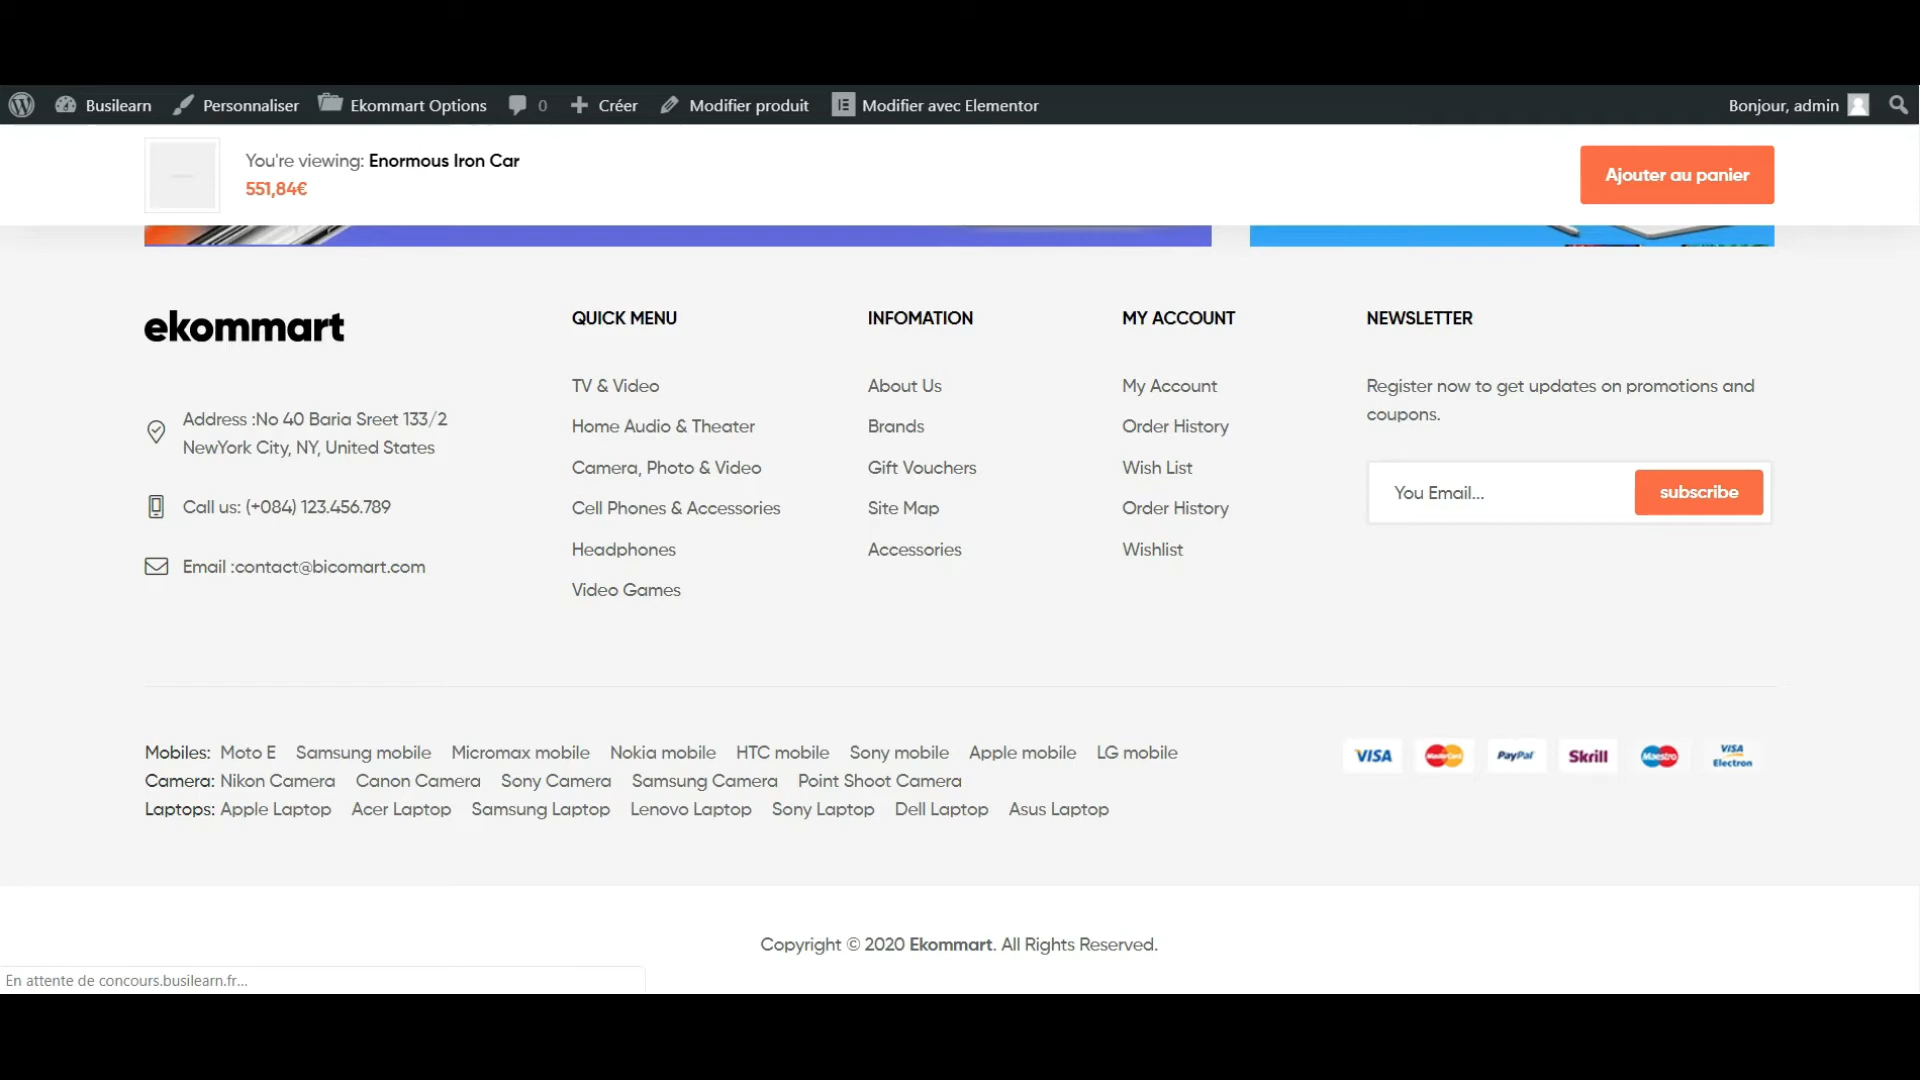 Busilearn Personnaliser Ekommart Options 0 Créer Modifier produit Modifier avec Elementor Bonjour, admin
You're viewing: Enormous Iron Car
551,84€
Ajouter au panier
ekommart
Address :No 40 Baria Sreet 133/2
NewYork City, NY, United States
Call us: (+084) 123.456.789
Email :contact@bicomart.com
QUICK MENU
TV & Video
Home Audio & Theater
Camera, Photo & Video
Cell Phones & Accessories
Headphones
Video Games
INFOMATION
About Us
Brands
Gift Vouchers
Site Map
Accessories
MY ACCOUNT
My Account
Order History
Wish List
Order History
Wishlist
NEWSLETTER
Register now to get updates on promotions and
coupons.
You Email... subscribe
Mobiles: Moto E Samsung mobile Micromax mobile Nokia mobile HTC mobile Sony mobile Apple mobile LG mobile
Camera: Nikon Camera Canon Camera Sony Camera Samsung Camera Point Shoot Camera
Laptops: Apple Laptop Acer Laptop Samsung Laptop Lenovo Laptop Sony Laptop Dell Laptop Asus Laptop
VISA MasterCard PayPal Skrill Maestro VISA Electron
Copyright © 2020 Ekommart. All Rights Reserved.
En attente de concours.busilearn.fr...